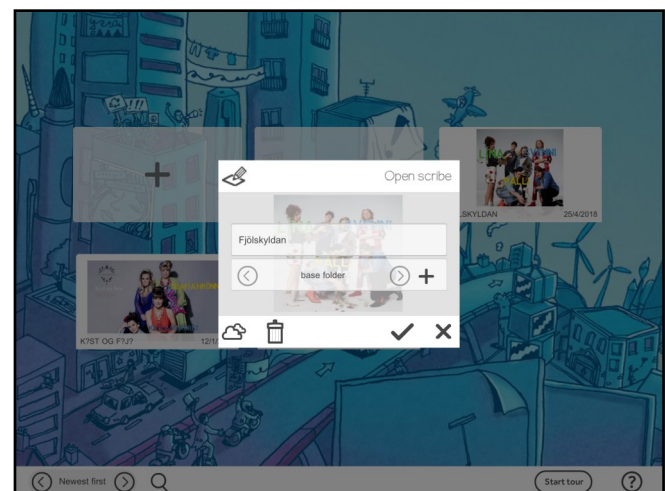 Open scribe
Fjölskyldan
base folder
LSKYLDAN 25/4/2018
K?ST OG F?J? 12/1/
Newest first
Start tour
?